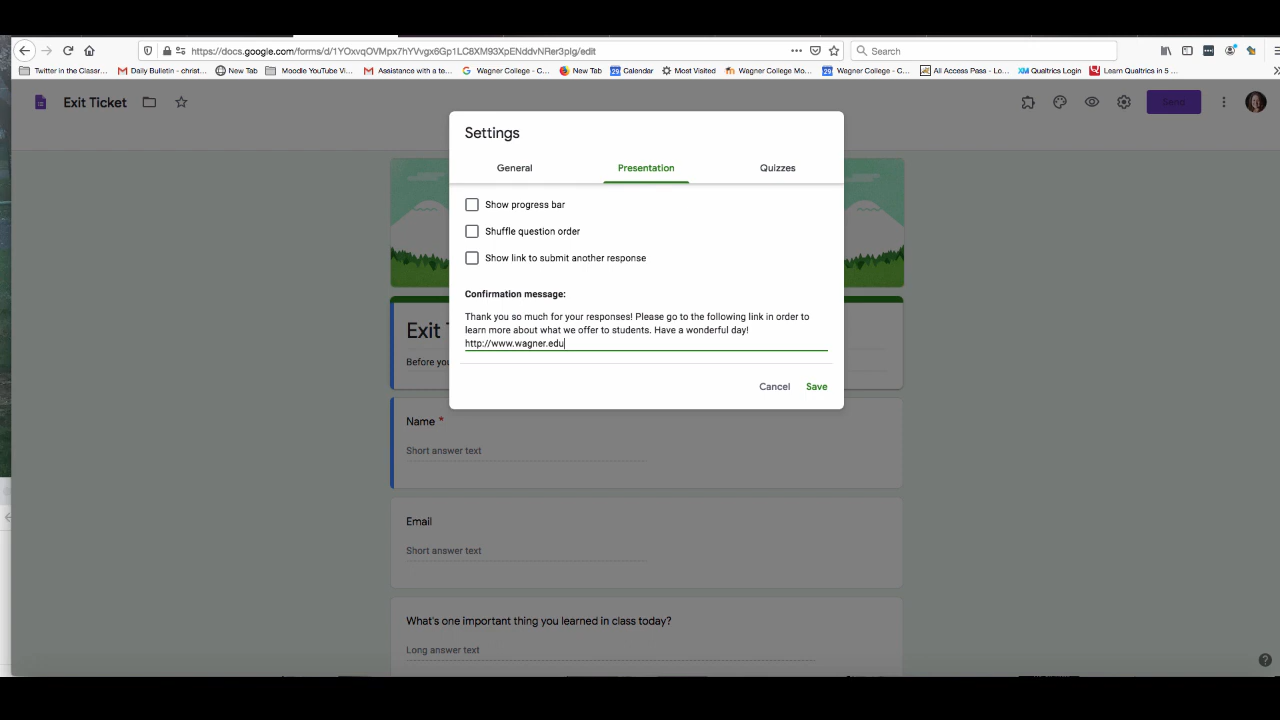 https://docs.google.com/forms/d/1YOxvqOVMpx7hYVvgx6Gp1LC8XM93XpENddvNRer3pIg/edit
Search
Twitter in the Classr...
Daily Bulletin - christ...
New Tab
Moodle YouTube Vi...
Assistance with a te...
Wagner College - G...
New Tab
Calendar
Most Visited
Wagner College Mo...
Wagner College - C...
All Access Pass - Lo...
Qualtrics Login
Learn Qualtrics in 5 ...
Exit Ticket
Send
Settings
General
Presentation
Quizzes
Show progress bar
Shuffle question order
Show link to submit another response
Confirmation message:
Thank you so much for your responses! Please go to the following link in order to
learn more about what we offer to students. Have a wonderful day!
http://www.wagner.edu
Cancel
Save
Exit
Before you
Name *
Short answer text
Email
Short answer text
What's one important thing you learned in class today?
Long answer text